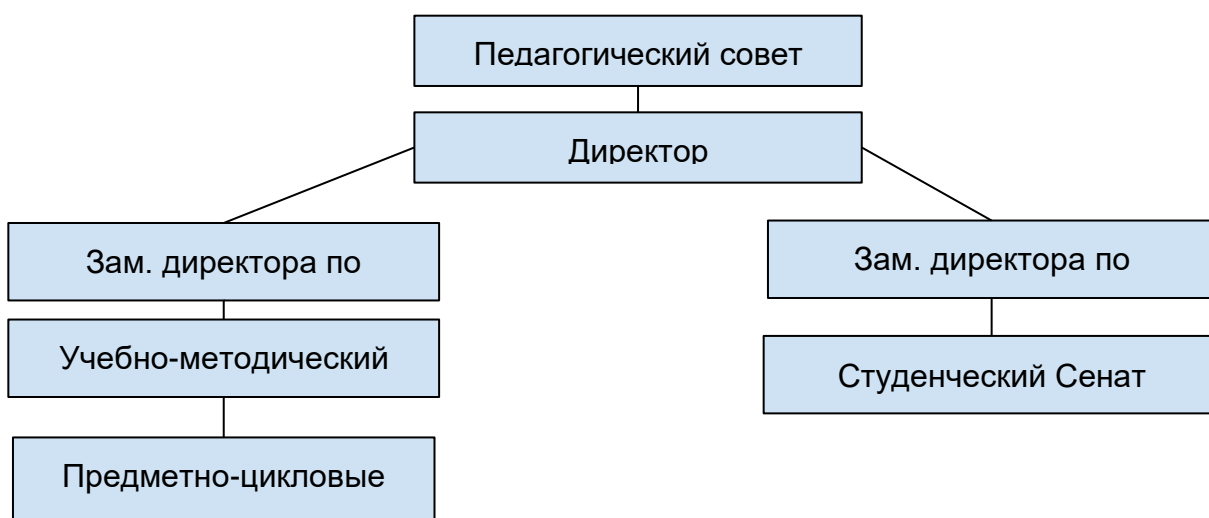 Педагогический совет
Директор
Зам. директора по
Зам. директора по
Учебно-методический
Студенческий Сенат
Предметно-цикловые